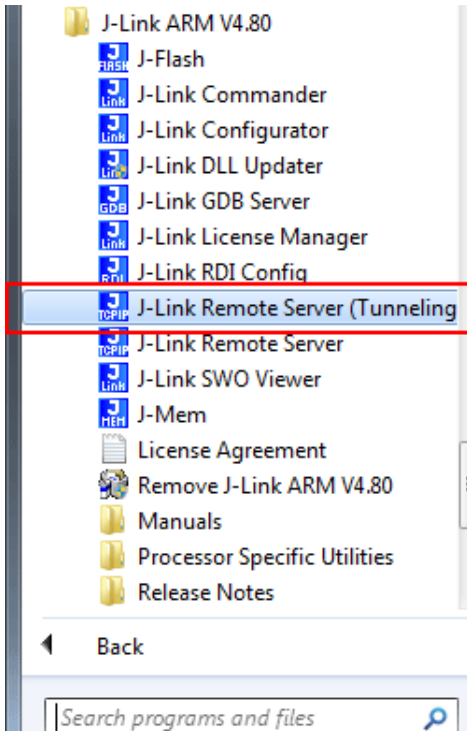 J-Link ARM V4.80
J-Flash
J-Link Commander
J-Link Configurator
J-Link DLL Updater
J-Link GDB Server
J-Link License Manager
J-Link RDI Config
J-Link Remote Server (Tunneling
J-Link Remote Server
J-Link SWO Viewer
J-Mem
License Agreement
Remove J-Link ARM V4.80
Manuals
Processor Specific Utilities
Release Notes
Back
Search programs and files